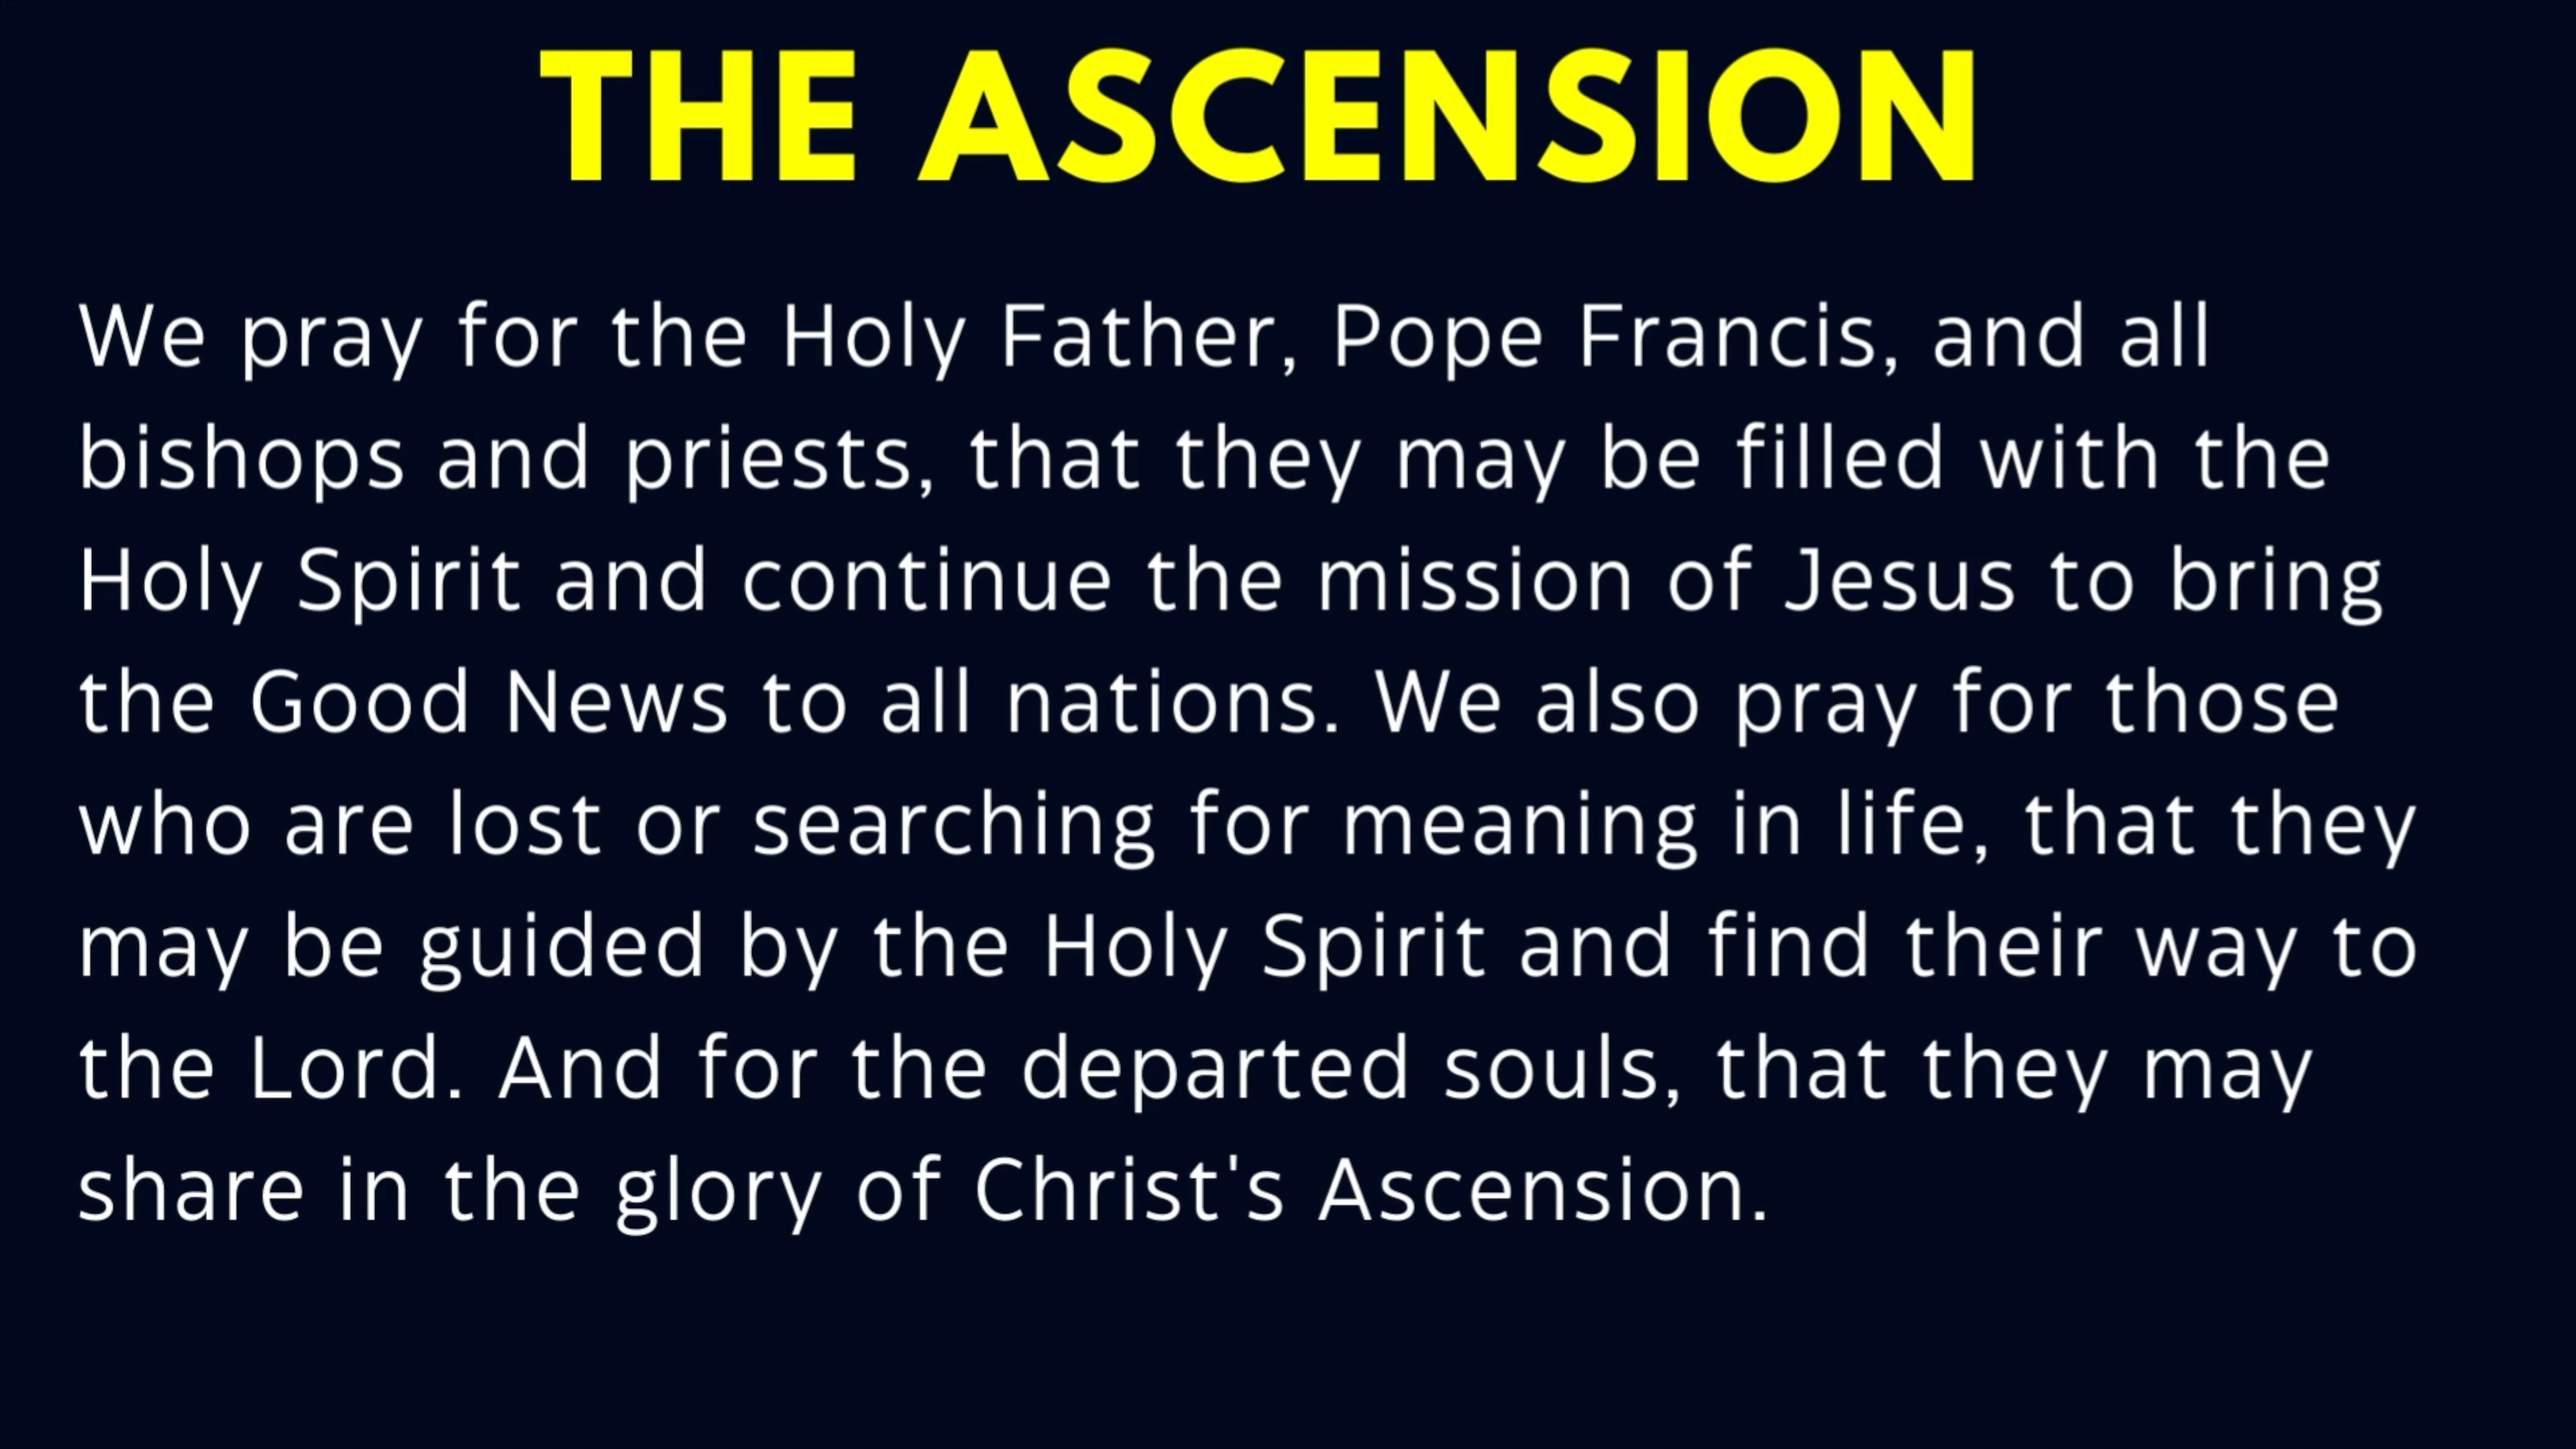 THE ASCENSION
We pray for the Holy Father, Pope Francis, and all
bishops and priests, that they may be filled with the
Holy Spirit and continue the mission of Jesus to bring
the Good News to all nations. We also pray for those
who are lost or searching for meaning in life, that they
may be guided by the Holy Spirit and find their way to
the Lord. And for the departed souls, that they may
share in the glory of Christ's Ascension.